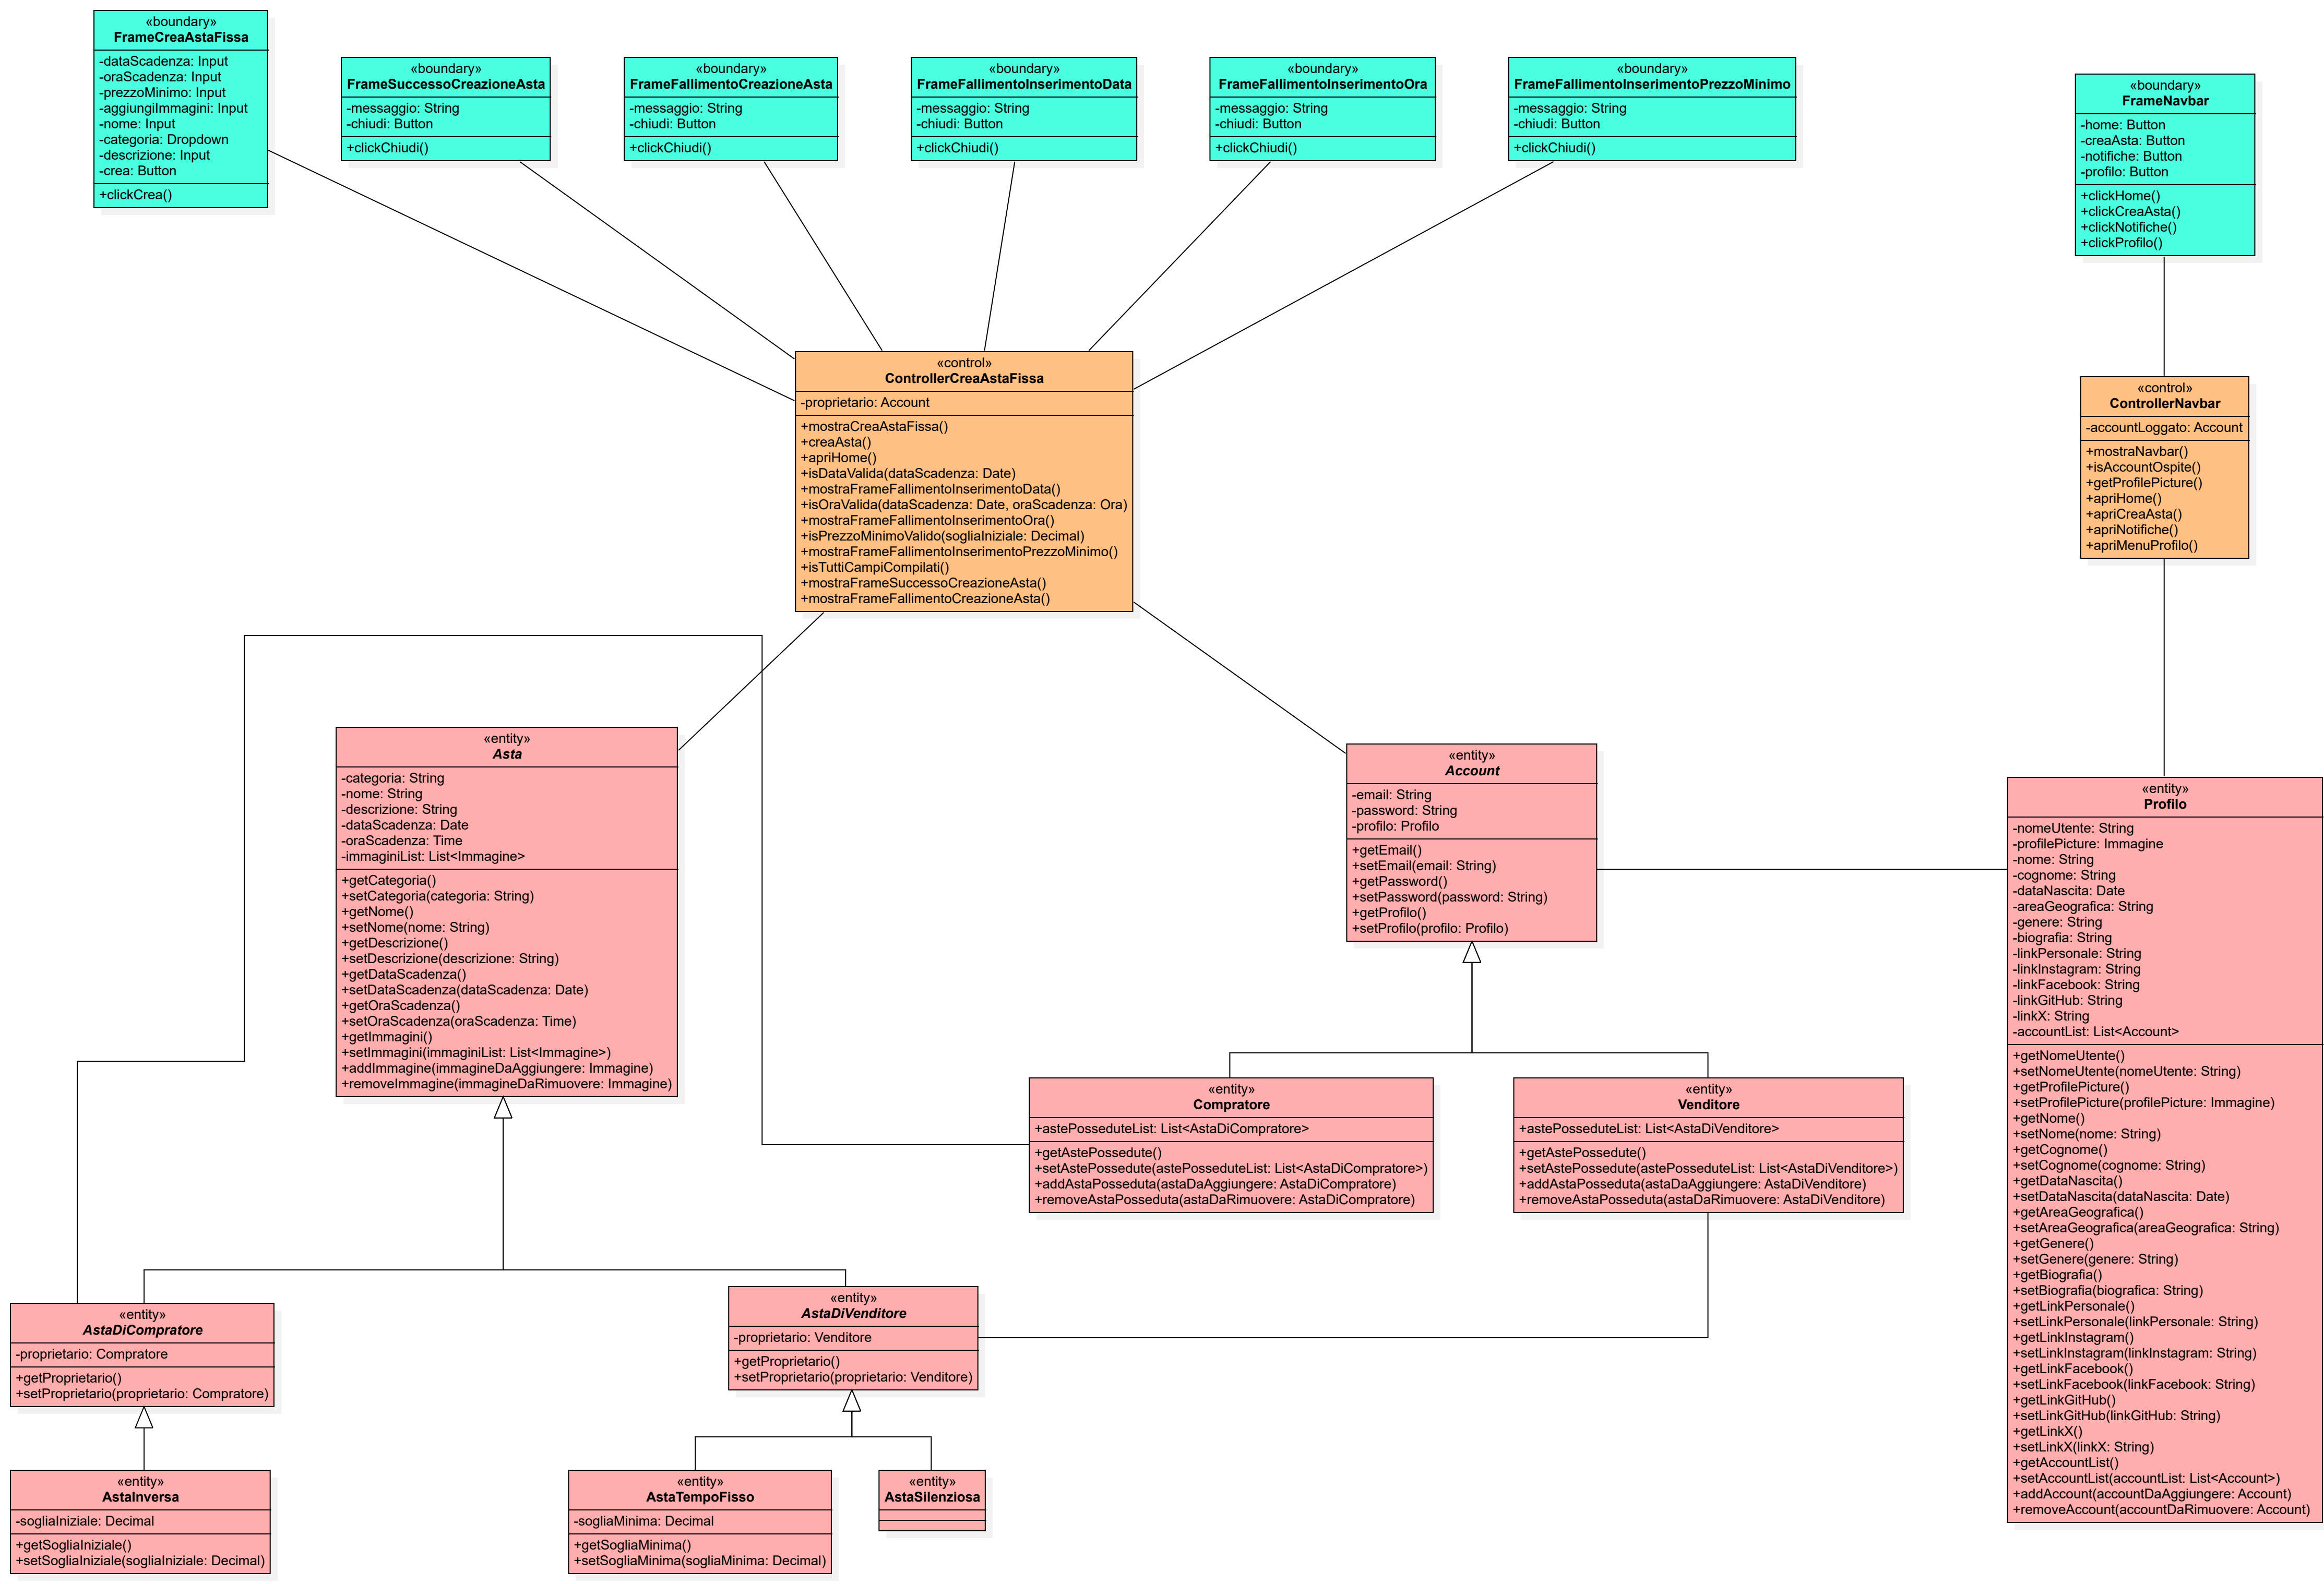 «boundary»
FrameCreaAstaFissa
-dataScadenza: Input
-oraScadenza: Input
-prezzoMinimo: Input
-aggiungiImmagini: Input
-nome: Input
-categoria: Dropdown
-descrizione: Input
-crea: Button
+clickCrea()
«boundary»
FrameSuccessoCreazioneAsta
-messaggio: String
-chiudi: Button
+clickChiudi()
«boundary»
FrameFallimentoCreazioneAsta
-messaggio: String
-chiudi: Button
+clickChiudi()
«boundary»
FrameFallimentoInserimentoData
-messaggio: String
-chiudi: Button
+clickChiudi()
«boundary»
FrameFallimentoInserimentoOra
-messaggio: String
-chiudi: Button
+clickChiudi()
«boundary»
FrameFallimentoInserimentoPrezzoMinimo
-messaggio: String
-chiudi: Button
+clickChiudi()
«boundary»
FrameNavbar
-home: Button
-creaAsta: Button
-notifiche: Button
-profilo: Button
+clickHome()
+clickCreaAsta()
+clickNotifiche()
+clickProfilo()
«control»
ControllerCreaAstaFissa
-proprietario: Account
+mostraCreaAstaFissa()
+creaAsta()
+apriHome()
+isDataValida(dataScadenza: Date)
+mostraFrameFallimentoInserimentoData()
+isOraValida(dataScadenza: Date, oraScadenza: Ora)
+mostraFrameFallimentoInserimentoOra()
+isPrezzoMinimoValido(sogliaIniziale: Decimal)
+mostraFrameFallimentoInserimentoPrezzoMinimo()
+isTuttiCampiCompilati()
+mostraFrameSuccessoCreazioneAsta()
+mostraFrameFallimentoCreazioneAsta()
«control»
ControllerNavbar
-accountLoggato: Account
+mostraNavbar()
+isAccountOspite()
+getProfilePicture()
+apriHome()
+apriCreaAsta()
+apriNotifiche()
+apriMenuProfilo()
«entity»
Asta
-categoria: String
-nome: String
-descrizione: String
-dataScadenza: Date
-oraScadenza: Time
-immaginiList: List<Immagine>
+getCategoria()
+setCategoria(categoria: String)
+getNome()
+setNome(nome: String)
+getDescrizione()
+setDescrizione(descrizione: String)
+getDataScadenza()
+setDataScadenza(dataScadenza: Date)
+getOraScadenza()
+setOraScadenza(oraScadenza: Time)
+getImmagini()
+setImmagini(immaginiList: List<Immagine>)
+addImmagine(immagineDaAggiungere: Immagine)
+removeImmagine(immagineDaRimuovere: Immagine)
«entity»
Account
-email: String
-password: String
-profilo: Profilo
+getEmail()
+setEmail(email: String)
+getPassword()
+setPassword(password: String)
+getProfilo()
+setProfilo(profilo: Profilo)
«entity»
Profilo
-nomeUtente: String
-profilePicture: Immagine
-nome: String
-cognome: String
-dataNascita: Date
-areaGeografica: String
-genere: String
-biografia: String
-linkPersonale: String
-linkInstagram: String
-linkFacebook: String
-linkGitHub: String
-linkX: String
-accountList: List<Account>
+getNomeUtente()
+setNomeUtente(nomeUtente: String)
+getProfilePicture()
+setProfilePicture(profilePicture: Immagine)
+getNome()
+setNome(nome: String)
+getCognome()
+setCognome(cognome: String)
+getDataNascita()
+setDataNascita(dataNascita: Date)
+getAreaGeografica()
+setAreaGeografica(areaGeografica: String)
+getGenere()
+setGenere(genere: String)
+getBiografia()
+setBiografia(biografica: String)
+getLinkPersonale()
+setLinkPersonale(linkPersonale: String)
+getLinkInstagram()
+setLinkInstagram(linkInstagram: String)
+getLinkFacebook()
+setLinkFacebook(linkFacebook: String)
+getLinkGitHub()
+setLinkGitHub(linkGitHub: String)
+getLinkX()
+setLinkX(linkX: String)
+getAccountList()
+setAccountList(accountList: List<Account>)
+addAccount(accountDaAggiungere: Account)
+removeAccount(accountDaRimuovere: Account)
«entity»
Compratore
+astePosseduteList: List<AstaDiCompratore>
+getAstePossedute()
+setAstePossedute(astePosseduteList: List<AstaDiCompratore>)
+addAstaPosseduta(astaDaAggiungere: AstaDiCompratore)
+removeAstaPosseduta(astaDaRimuovere: AstaDiCompratore)
«entity»
Venditore
+astePosseduteList: List<AstaDiVenditore>
+getAstePossedute()
+setAstePossedute(astePosseduteList: List<AstaDiVenditore>)
+addAstaPosseduta(astaDaAggiungere: AstaDiVenditore)
+removeAstaPosseduta(astaDaRimuovere: AstaDiVenditore)
«entity»
AstaDiCompratore
-proprietario: Compratore
+getProprietario()
+setProprietario(proprietario: Compratore)
«entity»
AstaDiVenditore
-proprietario: Venditore
+getProprietario()
+setProprietario(proprietario: Venditore)
«entity»
AstaInversa
-sogliaIniziale: Decimal
+getSogliaIniziale()
+setSogliaIniziale(sogliaIniziale: Decimal)
«entity»
AstaTempoFisso
-sogliaMinima: Decimal
+getSogliaMinima()
+setSogliaMinima(sogliaMinima: Decimal)
«entity»
AstaSilenziosa